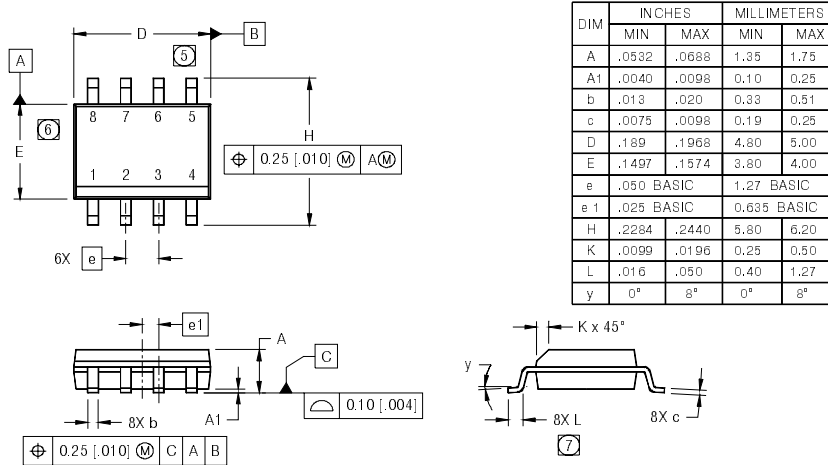 D
B
5
A
8 7 6 5
6
E
H
0.25 [.010] Ⓜ A Ⓜ
1 2 3 4
6X e
DIM INCHES MILLIMETERS
MIN MAX MIN MAX
A .0532 .0688 1.35 1.75
A1 .0040 .0098 0.10 0.25
b .013 .020 0.33 0.51
c .0075 .0098 0.19 0.25
D .189 .1968 4.80 5.00
E .1497 .1574 3.80 4.00
e .050 BASIC 1.27 BASIC
e 1 .025 BASIC 0.635 BASIC
H .2284 .2440 5.80 6.20
K .0099 .0196 0.25 0.50
L .016 .050 0.40 1.27
y 0° 8° 0° 8°
e1
A
C
A1
0.10 [.004]
8X b
0.25 [.010] Ⓜ C A B
K x 45°
y
8X L
7
8X c